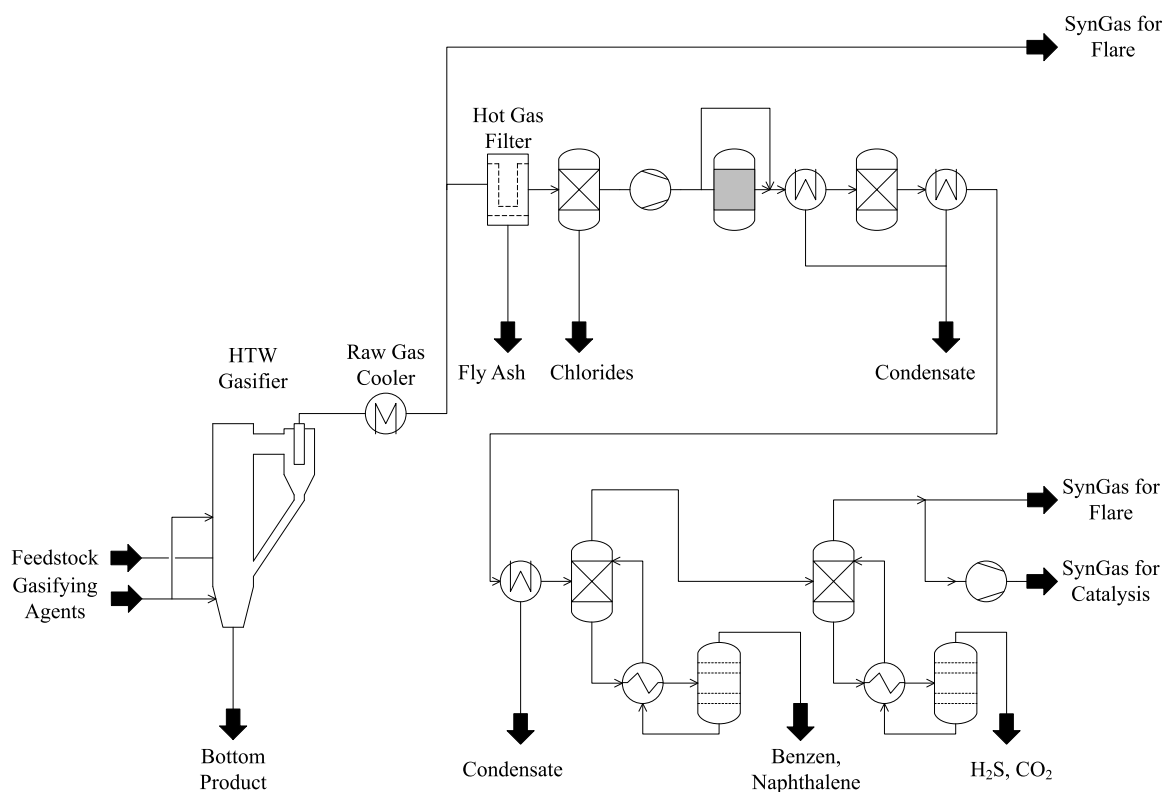 SynGas for
Flare
Hot Gas
Filter
Fly Ash
Chlorides
Condensate
HTW
Gasifier
Raw Gas
Cooler
Feedstock
Gasifying
Agents
SynGas for
Flare
SynGas for
Catalysis
Bottom
Product
Condensate
Benzen,
Naphthalene
H₂S, CO₂